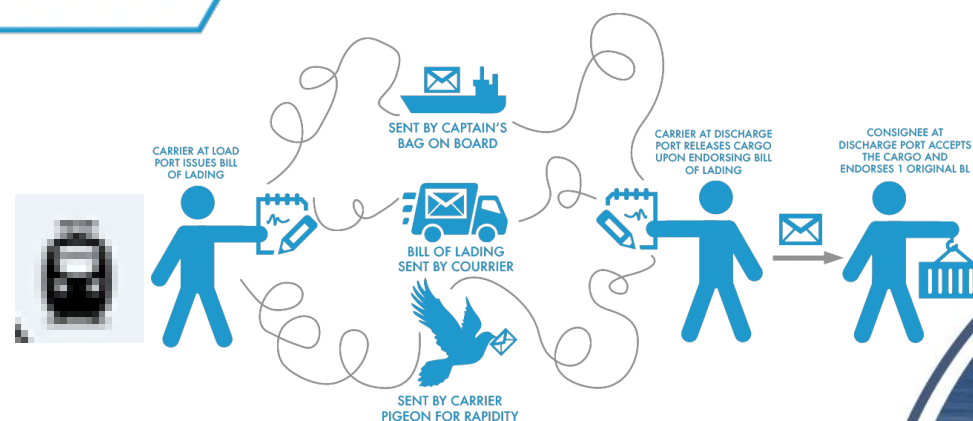 CARRIER AT LOAD
PORT ISSUES BILL
OF LADING
SENT BY CAPTAIN'S
BAG ON BOARD
BILL OF LADING
SENT BY COURRIER
SENT BY CARRIER
PIGEON FOR RAPIDITY
CARRIER AT DISCHARGE
PORT RELEASES CARGO
UPON ENDORSING BILL
OF LADING
CONSIGNEE AT
DISCHARGE PORT ACCEPTS
THE CARGO AND
ENDORSES 1 ORIGINAL BL